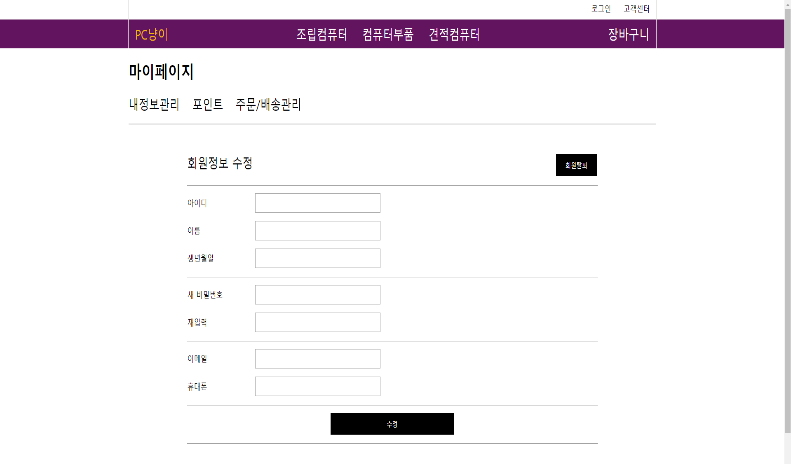 로그인 고객센터
PC냥이 조립컴퓨터 컴퓨터부품 견적컴퓨터 장바구니
마이페이지
내정보관리 포인트 주문/배송관리
회원정보 수정 회원탈퇴
아이디
이름
생년월일
새 비밀번호
재입력
이메일
휴대폰
수정